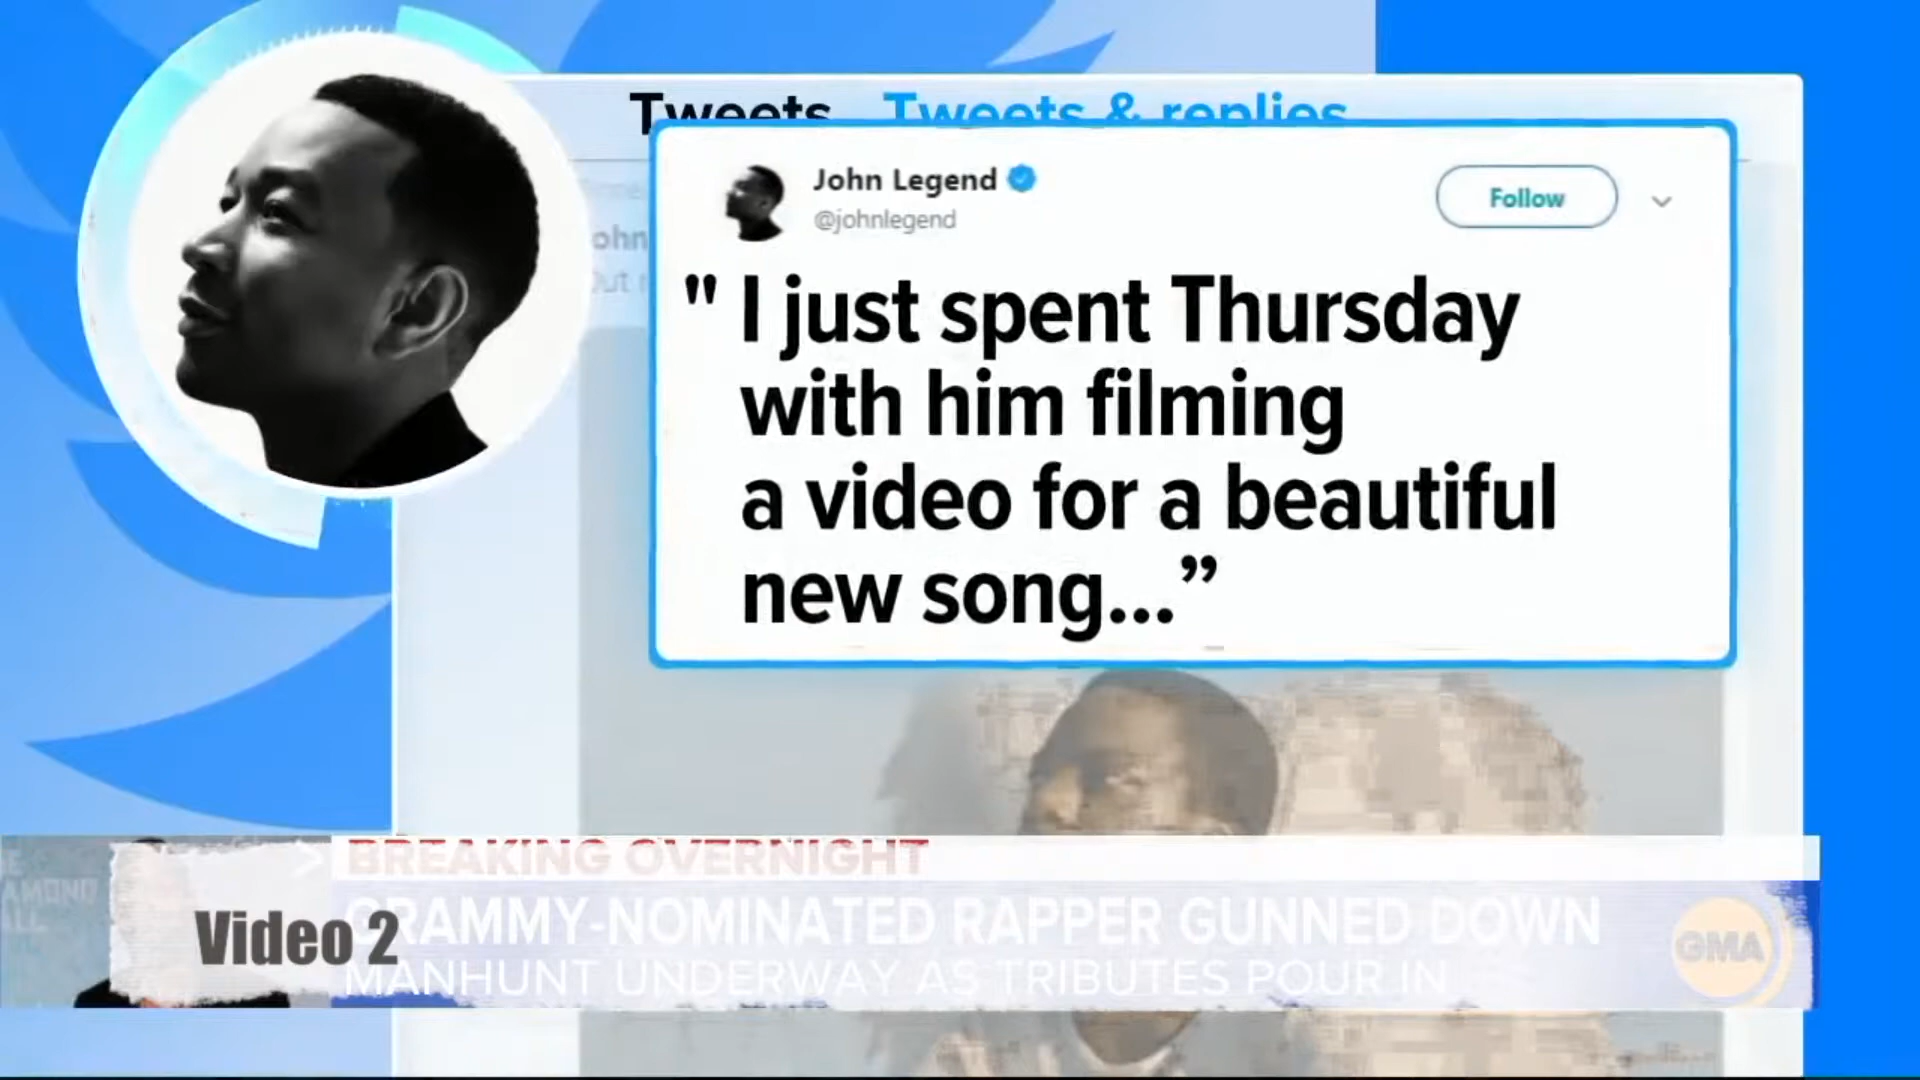 Tweets Tweets & replies
John Legend
@johnlegend
Follow
" I just spent Thursday
with him filming
a video for a beautiful
new song...”
BREAKING OVERNIGHT
GRAMMY-NOMINATED RAPPER GUNNED DOWN
MANHUNT UNDERWAY AS TRIBUTES POUR IN
Video 2
GMA